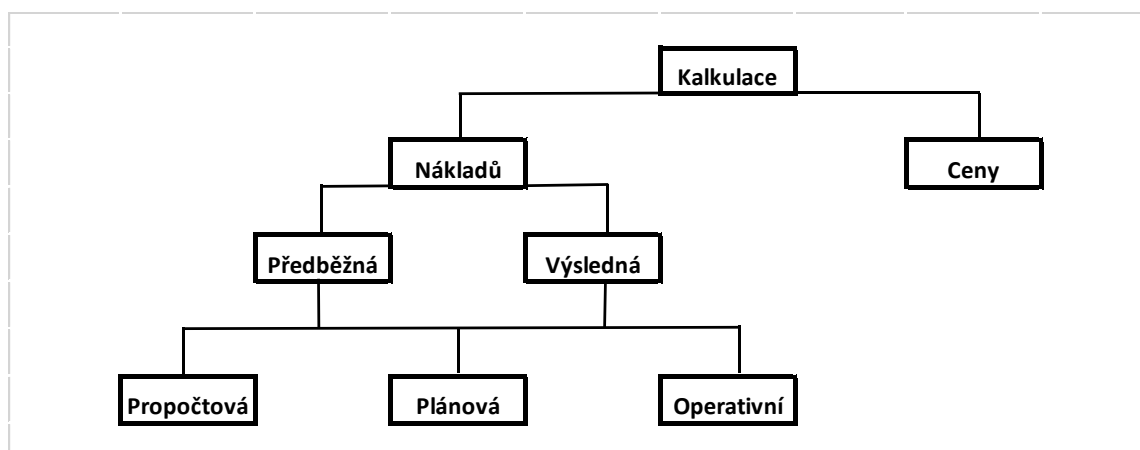 Kalkulace
Nákladů
Ceny
Předběžná
Výsledná
Propočtová
Plánová
Operativní